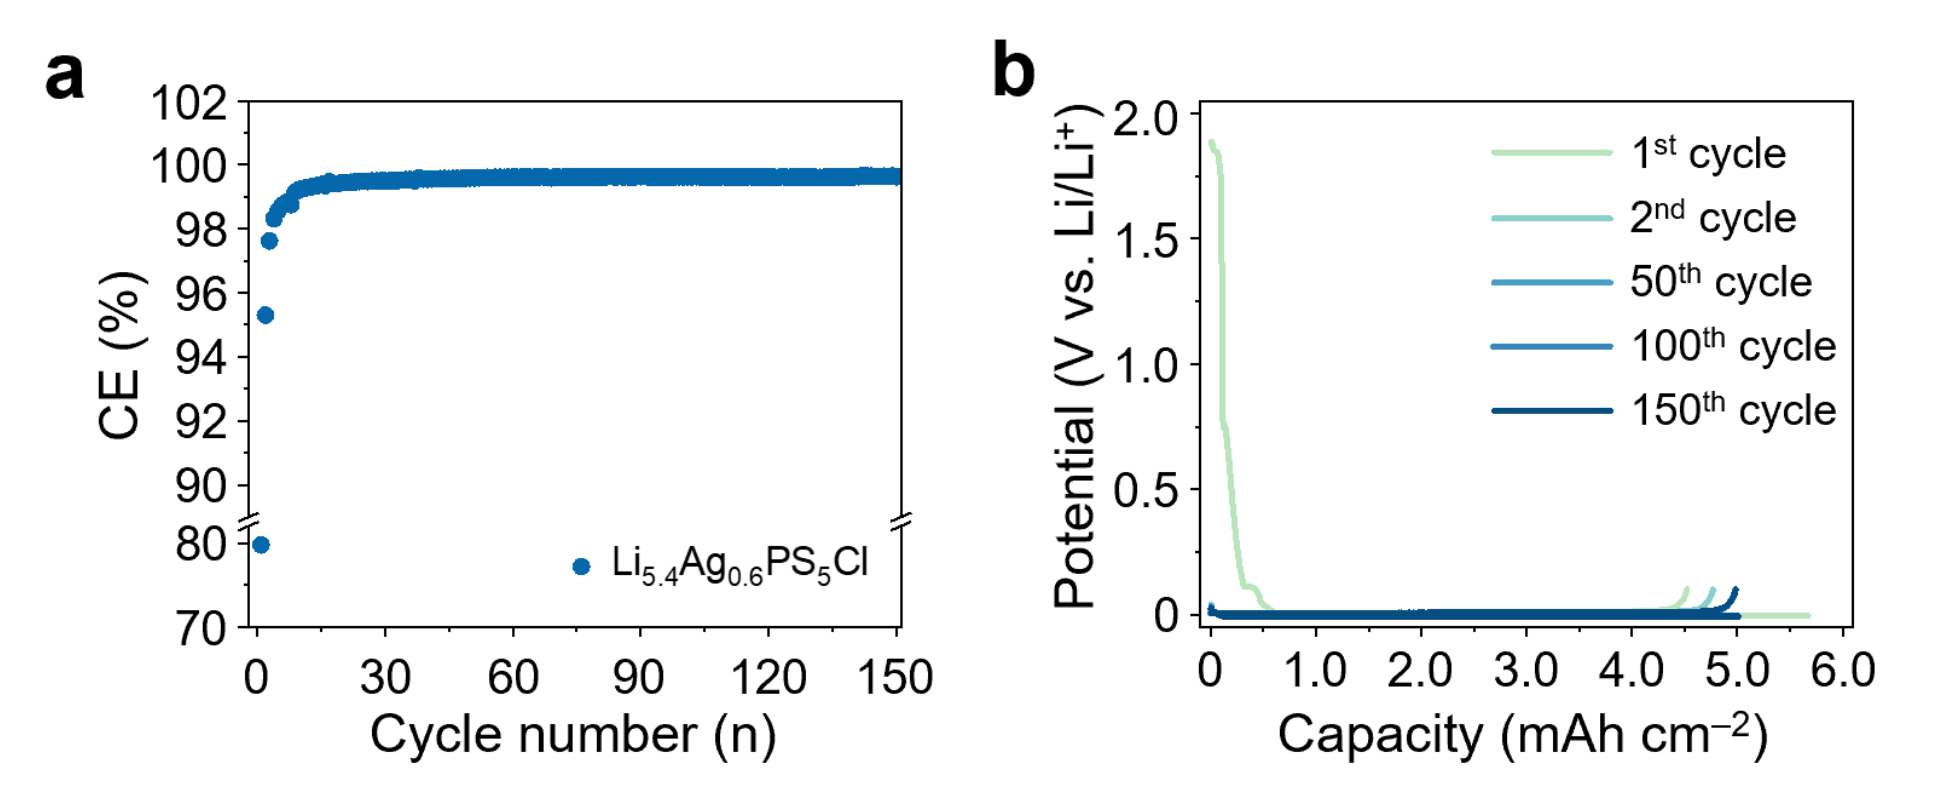 a
102
100
98
96
94
92
90
80
70
CE (%)
Li5.4Ag0.6PS5Cl
0 30 60 90 120 150
Cycle number (n)
b
2.0
1.5
1.0
0.5
0
Potential (V vs. Li/Li⁺)
1ˢᵗ cycle
2ⁿᵈ cycle
50ᵗʰ cycle
100ᵗʰ cycle
150ᵗʰ cycle
0 1.0 2.0 3.0 4.0 5.0 6.0
Capacity (mAh cm⁻²)